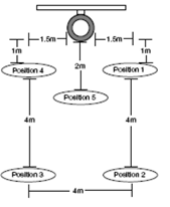 1.5m 1.5m
1m 1m
2m
Position 4 Position 1
Position 5
4m 4m
Position 3 Position 2
4m